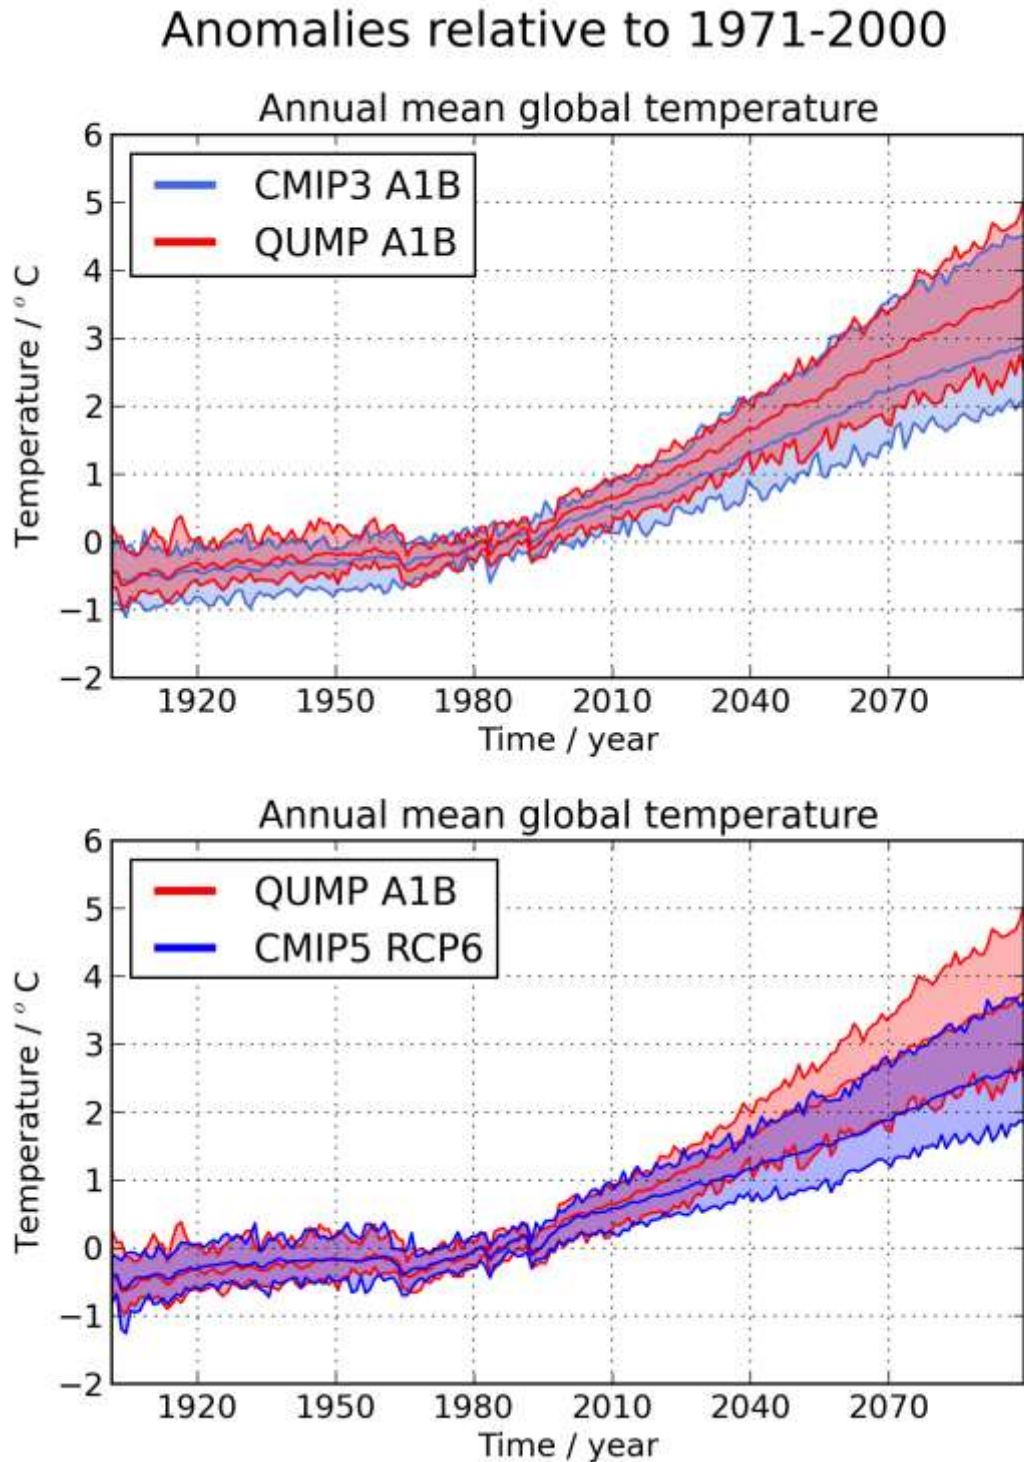 Anomalies relative to 1971-2000
Annual mean global temperature
6
5
4
3
2
1
0
−1
−2
Temperature / ° C
CMIP3 A1B
QUMP A1B
1920 1950 1980 2010 2040 2070
Time / year
Annual mean global temperature
6
5
4
3
2
1
0
−1
−2
Temperature / ° C
QUMP A1B
CMIP5 RCP6
1920 1950 1980 2010 2040 2070
Time / year